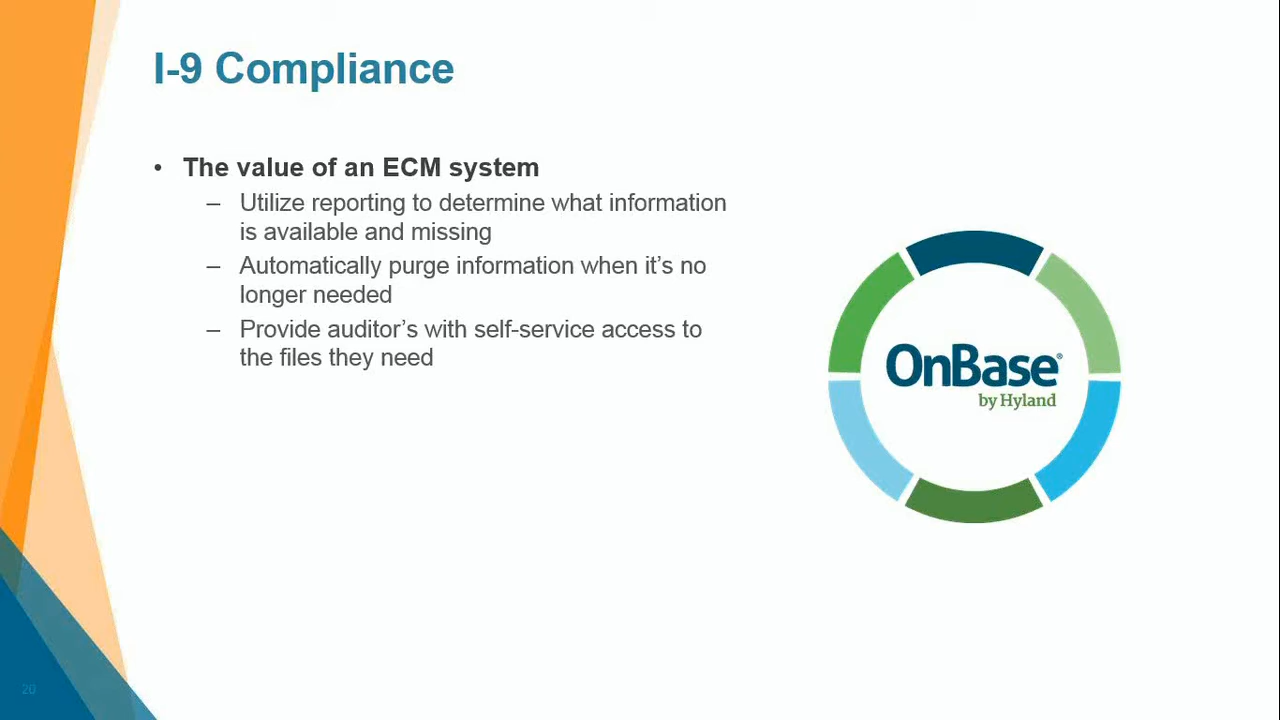 I-9 Compliance
• The value of an ECM system
– Utilize reporting to determine what information
is available and missing
– Automatically purge information when it’s no
longer needed
– Provide auditor’s with self-service access to
the files they need
OnBase®
by Hyland
20